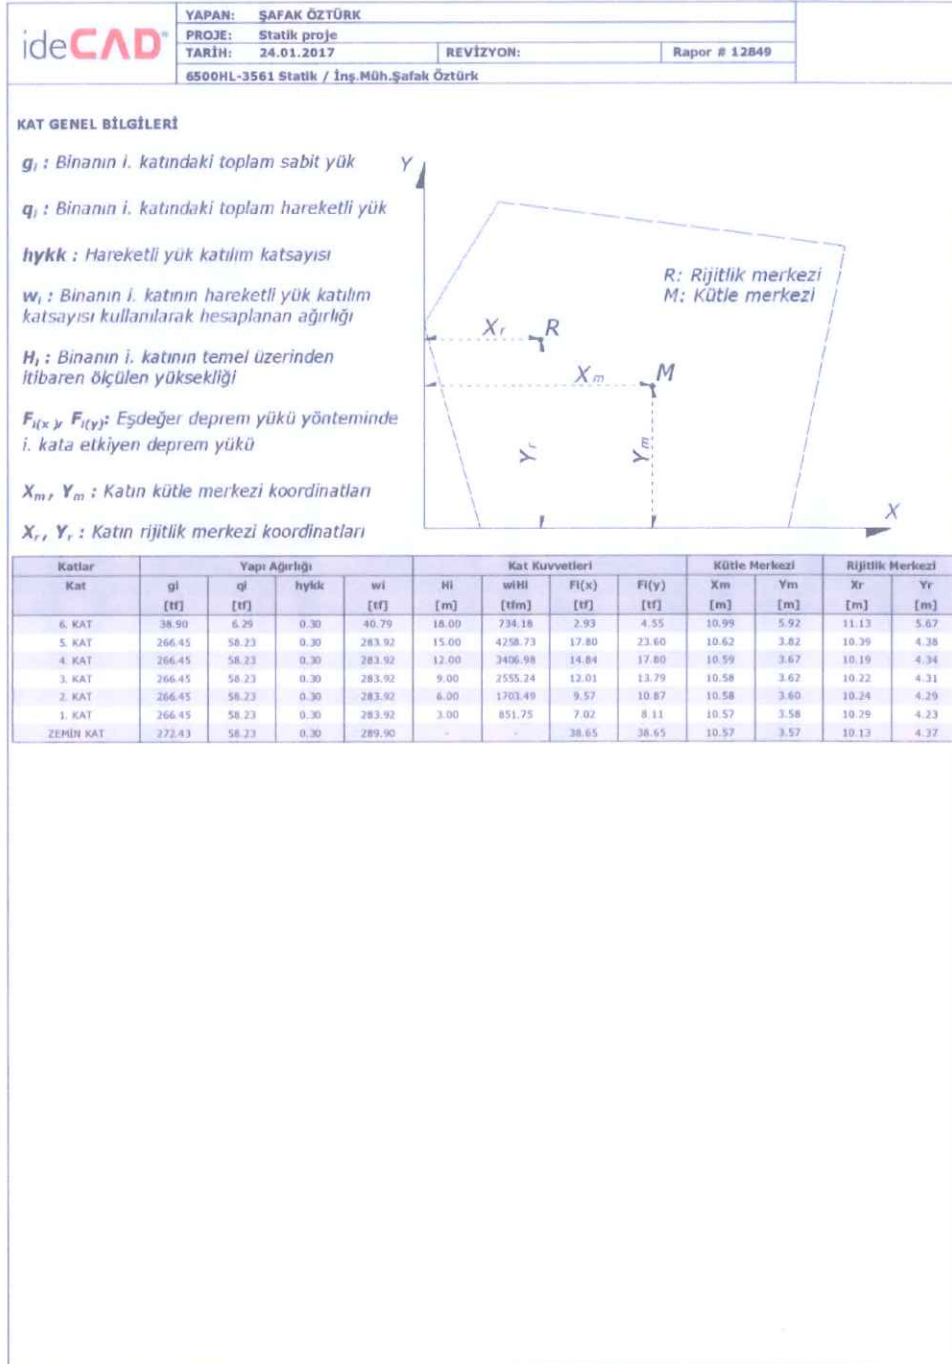 ideCAD
YAPAN: ŞAFAK ÖZTÜRK
PROJE: Statik proje
TARİH: 24.01.2017 REVİZYON: Rapor # 12849
6500HL-3561 Statik / İnş.Müh.Şafak Öztürk
KAT GENEL BİLGİLERİ
gi : Binanın i. katındaki toplam sabit yük
qi : Binanın i. katındaki toplam hareketli yük
hykk : Hareketli yük katılım katsayısı
wi : Binanın i. katının hareketli yük katılım
katsayısı kullanılarak hesaplanan ağırlığı
Hi : Binanın i. katının temel üzerinden
itibaren ölçülen yüksekliği
Fi(x), Fi(y): Eşdeğer deprem yükü yönteminde
i. kata etkiyen deprem yükü
Xm, Ym : Katın kütle merkezi koordinatları
Xr, Yr : Katın rijitlik merkezi koordinatları
Y
R: Rijitlik merkezi
M: Kütle merkezi
Xr R
Xm M
Yr Ym
X
Katlar Yapı Ağırlığı Kat Kuvvetleri Kütle Merkezi Rijitlik Merkezi
Kat gi qi hykk wi Hi wiHi Fi(x) Fi(y) Xm Ym Xr Yr
[tf] [tf] [tf] [m] [tfm] [tf] [tf] [m] [m] [m] [m]
6. KAT 38.90 6.29 0.30 40.79 18.00 734.18 2.93 4.55 10.99 5.92 11.13 5.67
5. KAT 266.45 58.23 0.30 283.92 15.00 4258.73 17.80 23.60 10.62 3.82 10.39 4.38
4. KAT 266.45 58.23 0.30 283.92 12.00 3406.98 14.84 17.80 10.59 3.67 10.19 4.34
3. KAT 266.45 58.23 0.30 283.92 9.00 2555.24 12.01 13.79 10.58 3.62 10.22 4.31
2. KAT 266.45 58.23 0.30 283.92 6.00 1703.49 9.57 10.87 10.58 3.60 10.24 4.29
1. KAT 266.45 58.23 0.30 283.92 3.00 851.75 7.02 8.11 10.57 3.58 10.29 4.23
ZEMİN KAT 272.43 58.23 0.30 289.90 - - 38.65 38.65 10.57 3.57 10.13 4.37